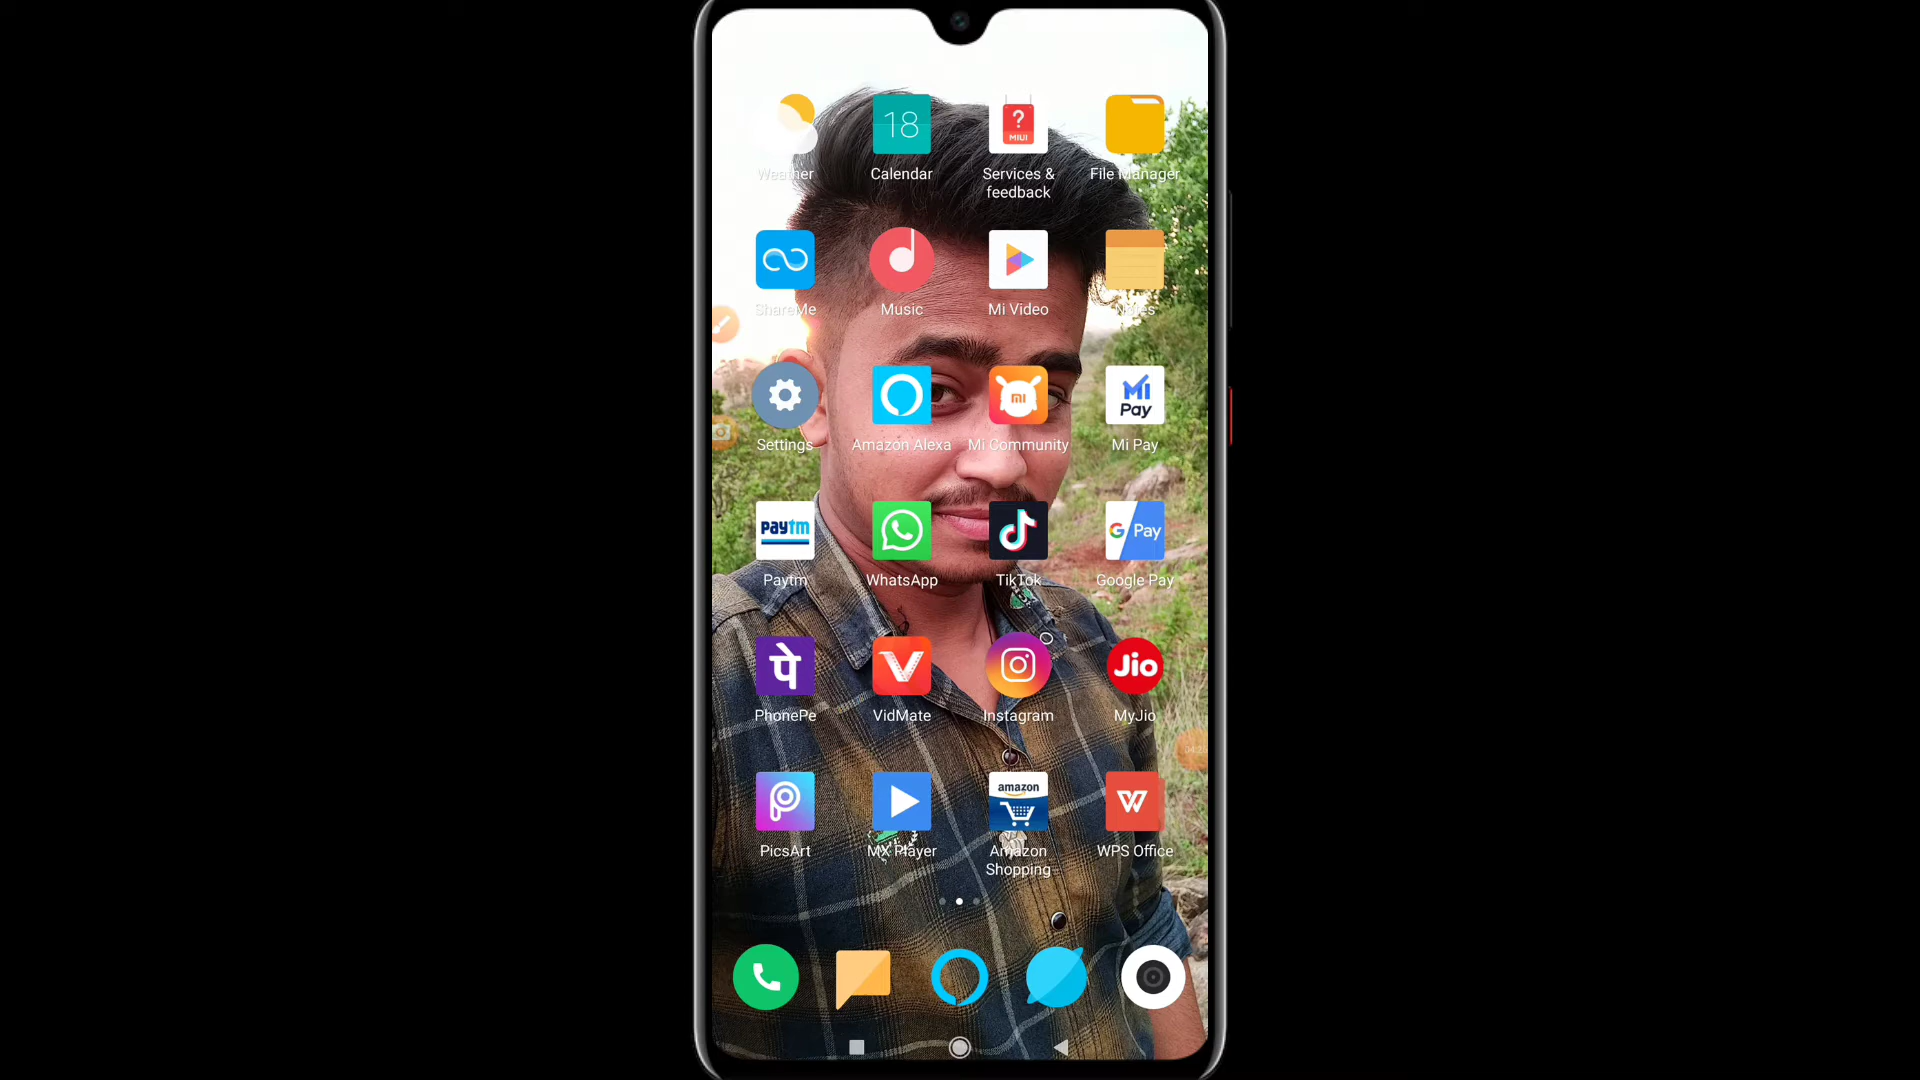 18
?
MIUI
Weather
Calendar
Services &
feedback
File Manager
ShareMe
Music
Mi Video
Notes
mi
MI
Pay
Settings
Amazon Alexa
Mi Community
Mi Pay
paytm
G Pay
Paytm
WhatsApp
TikTok
Google Pay
पे
V
Jio
PhonePe
VidMate
Instagram
MyJio
P
amazon
W
PicsArt
MX Player
Amazon
Shopping
WPS Office